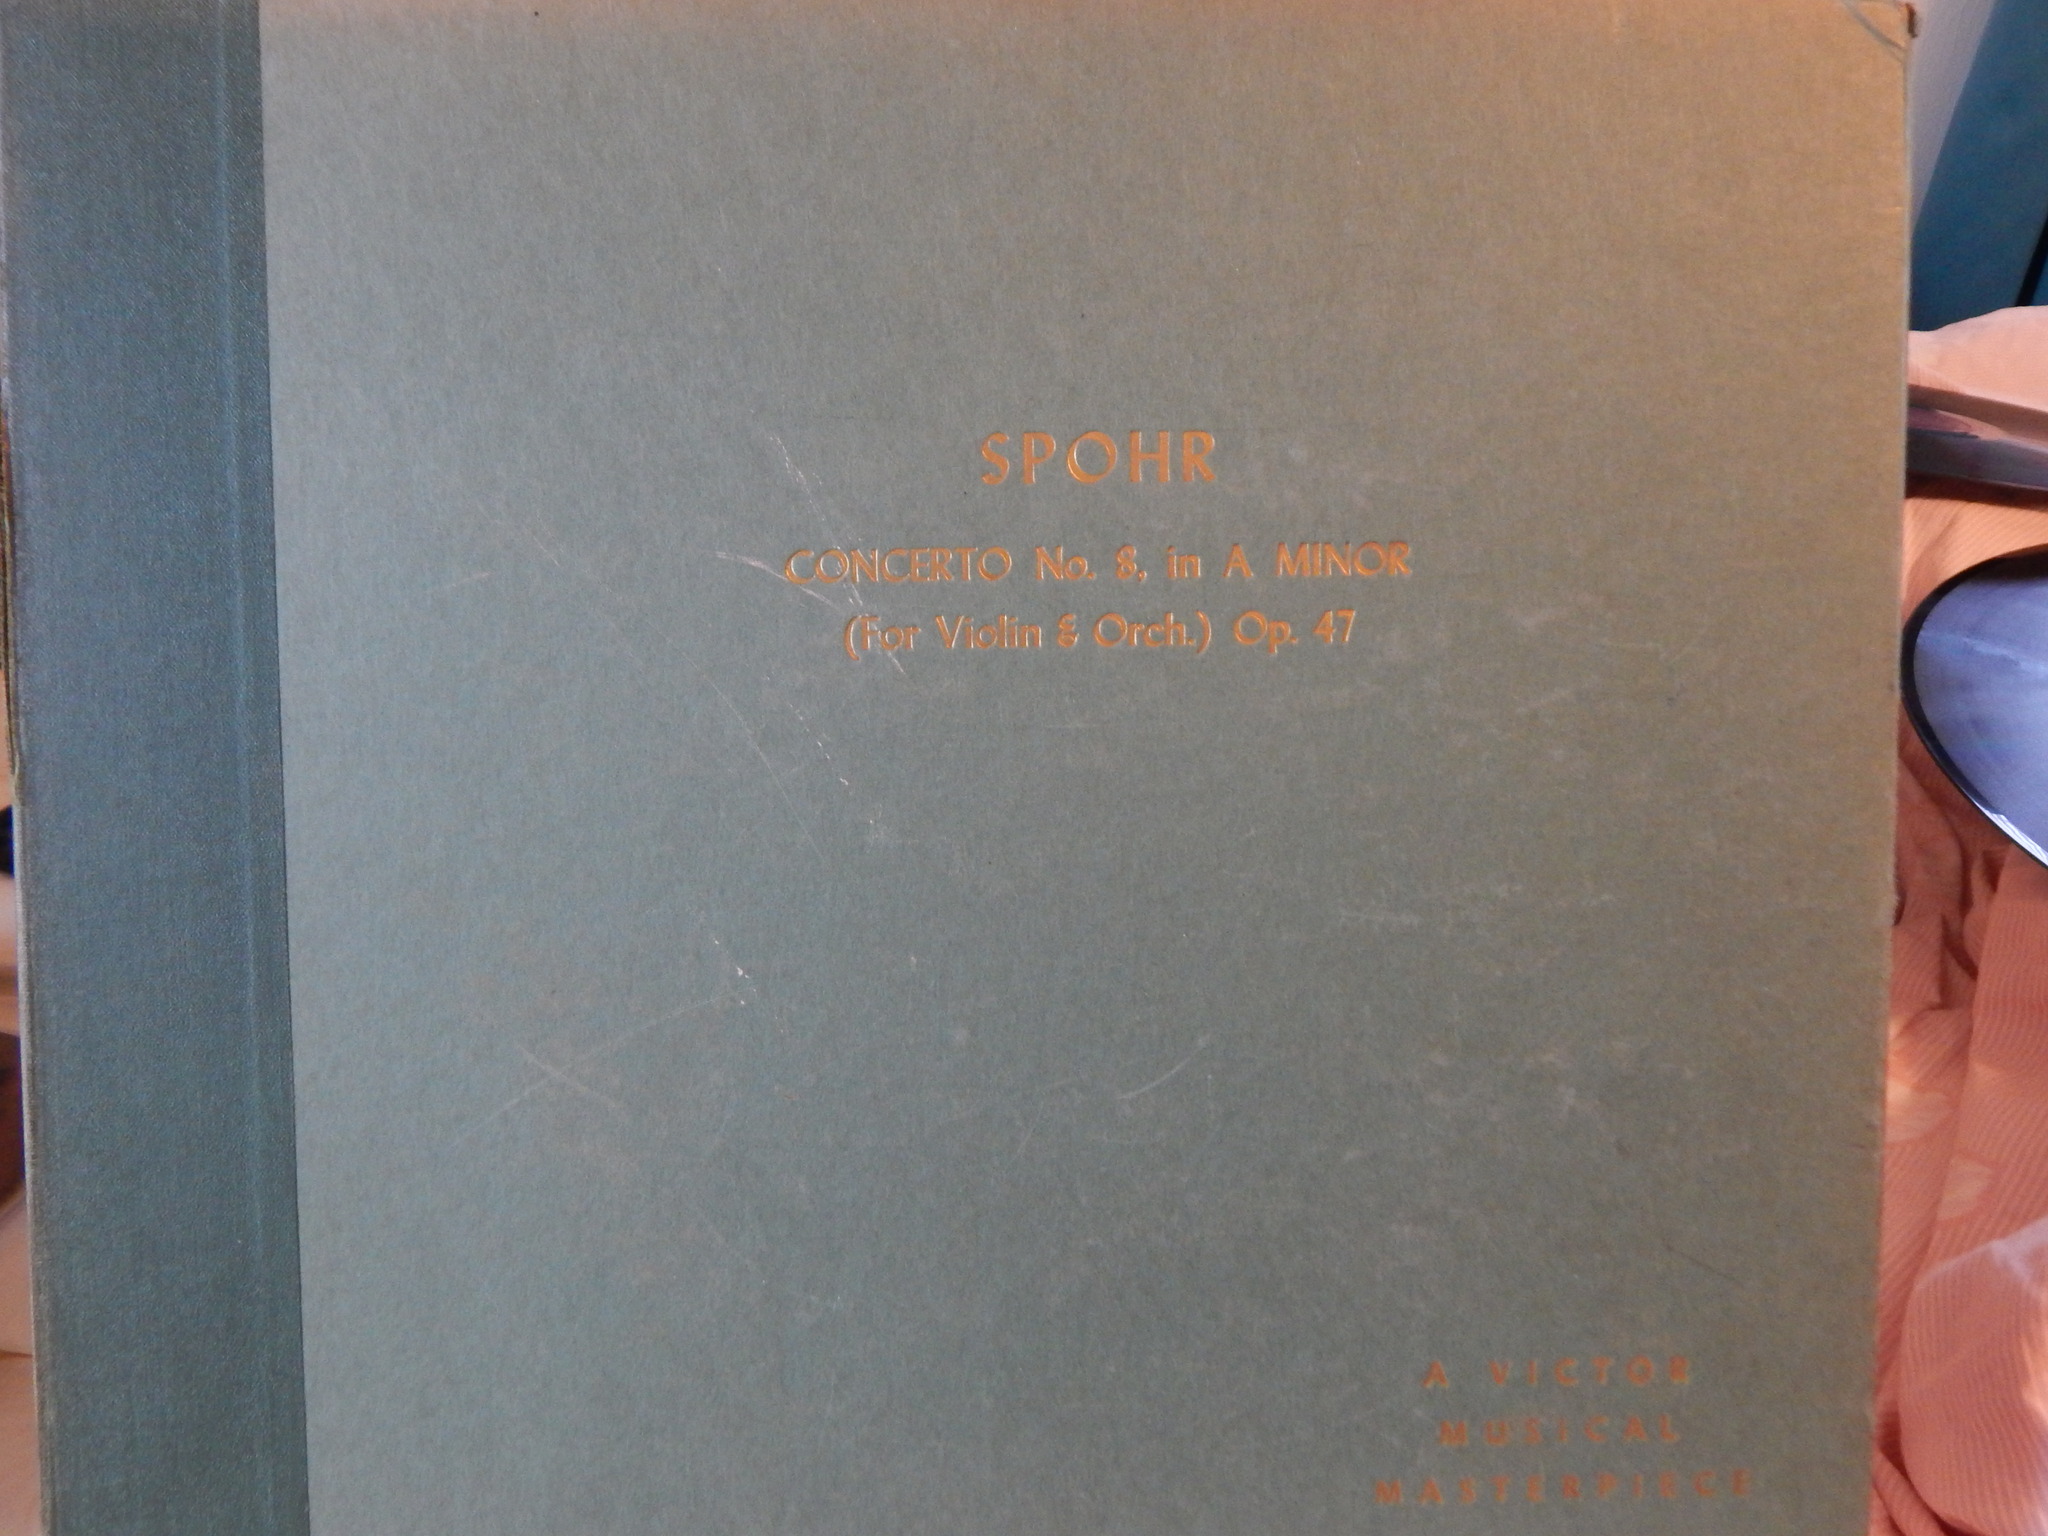 SPOHR
CONCERTO No. 8, in A MINOR
(For Violin & Orch.) Op. 47
A VICTOR
MUSICAL
MASTERPIECE